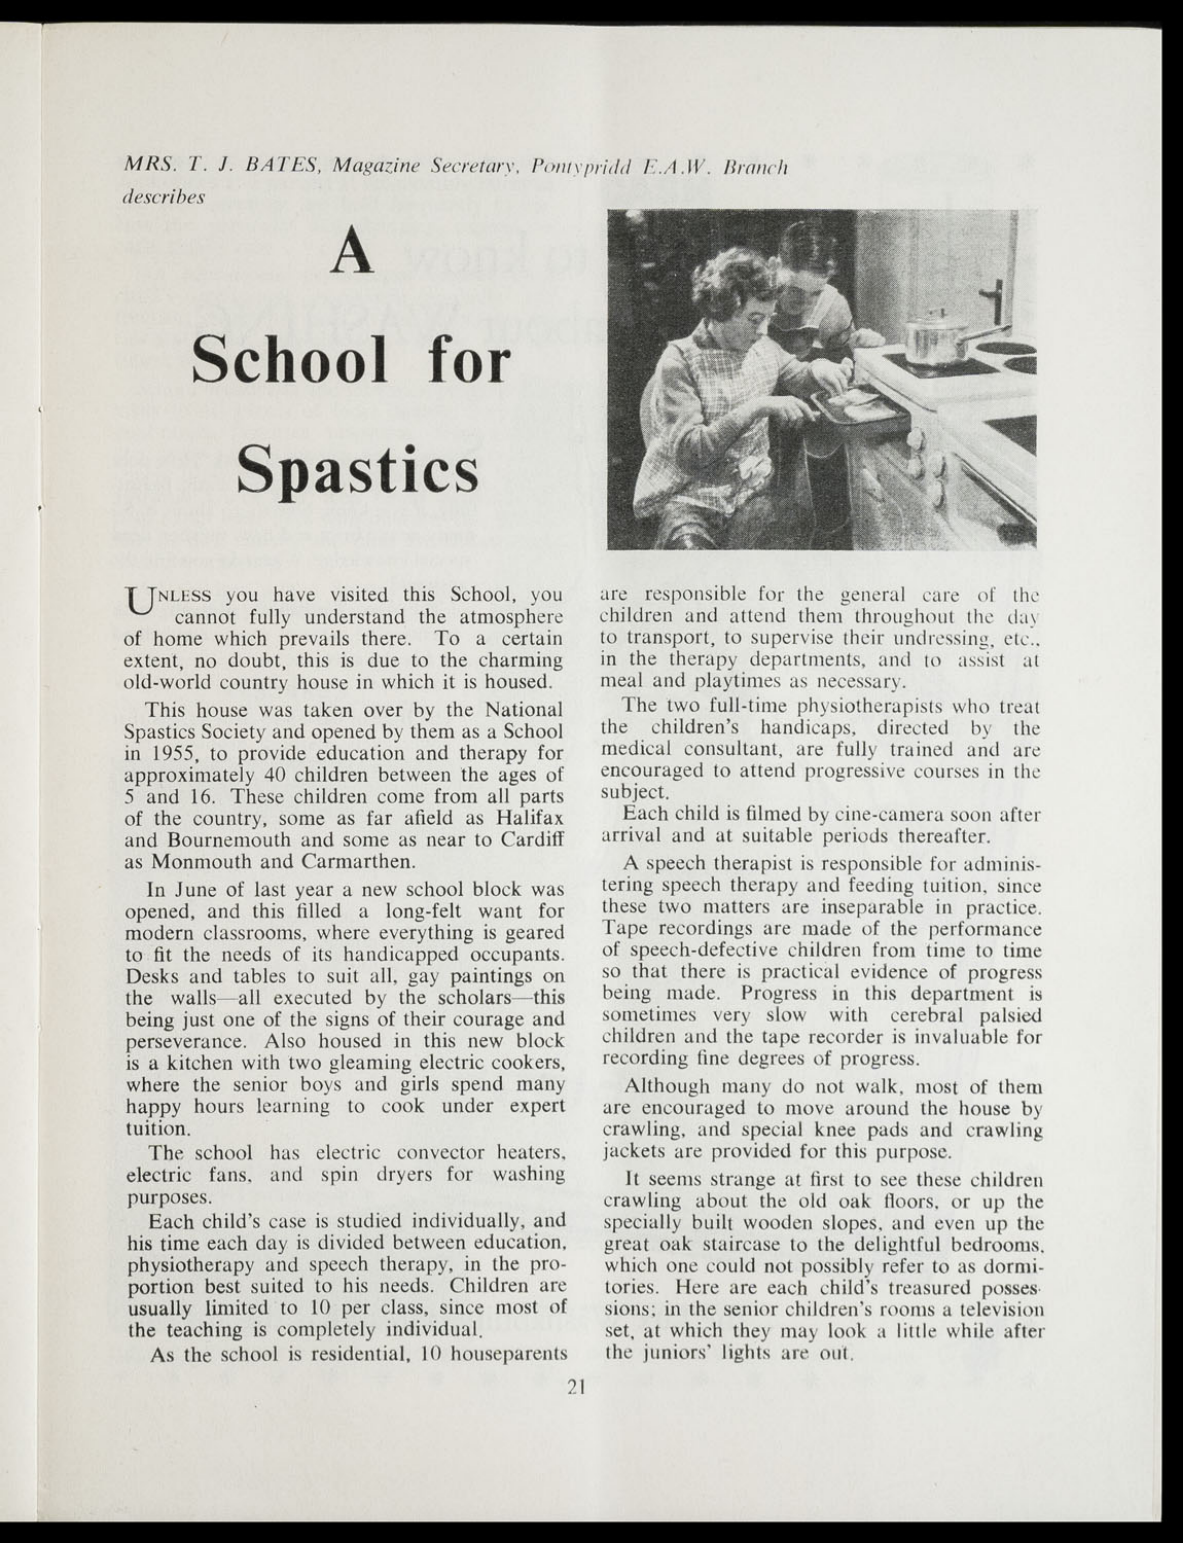 MRS. T. J. BATES, Magazine Secretary, Pontypridd E.A.W. Branch
describes
A
School for
Spastics
UNLESS you have visited this School, you
cannot fully understand the atmosphere
of home which prevails there. To a certain
extent, no doubt, this is due to the charming
old-world country house in which it is housed.
This house was taken over by the National
Spastics Society and opened by them as a School
in 1955, to provide education and therapy for
approximately 40 children between the ages of
5 and 16. These children come from all parts
of the country, some as far afield as Halifax
and Bournemouth and some as near to Cardiff
as Monmouth and Carmarthen.
In June of last year a new school block was
opened, and this filled a long-felt want for
modern classrooms, where everything is geared
to fit the needs of its handicapped occupants.
Desks and tables to suit all, gay paintings on
the walls—all executed by the scholars—this
being just one of the signs of their courage and
perseverance. Also housed in this new block
is a kitchen with two gleaming electric cookers,
where the senior boys and girls spend many
happy hours learning to cook under expert
tuition.
The school has electric convector heaters,
electric fans, and spin dryers for washing
purposes.
Each child's case is studied individually, and
his time each day is divided between education,
physiotherapy and speech therapy, in the pro-
portion best suited to his needs. Children are
usually limited to 10 per class, since most of
the teaching is completely individual.
As the school is residential, 10 houseparents
are responsible for the general care of the
children and attend them throughout the day
to transport, to supervise their undressing, etc.,
in the therapy departments, and to assist at
meal and playtimes as necessary.
The two full-time physiotherapists who treat
the children's handicaps, directed by the
medical consultant, are fully trained and are
encouraged to attend progressive courses in the
subject.
Each child is filmed by cine-camera soon after
arrival and at suitable periods thereafter.
A speech therapist is responsible for adminis-
tering speech therapy and feeding tuition, since
these two matters are inseparable in practice.
Tape recordings are made of the performance
of speech-defective children from time to time
so that there is practical evidence of progress
being made. Progress in this department is
sometimes very slow with cerebral palsied
children and the tape recorder is invaluable for
recording fine degrees of progress.
Although many do not walk, most of them
are encouraged to move around the house by
crawling, and special knee pads and crawling
jackets are provided for this purpose.
It seems strange at first to see these children
crawling about the old oak floors, or up the
specially built wooden slopes, and even up the
great oak staircase to the delightful bedrooms,
which one could not possibly refer to as dormi-
tories. Here are each child's treasured posses-
sions; in the senior children's rooms a television
set, at which they may look a little while after
the juniors' lights are out.
21